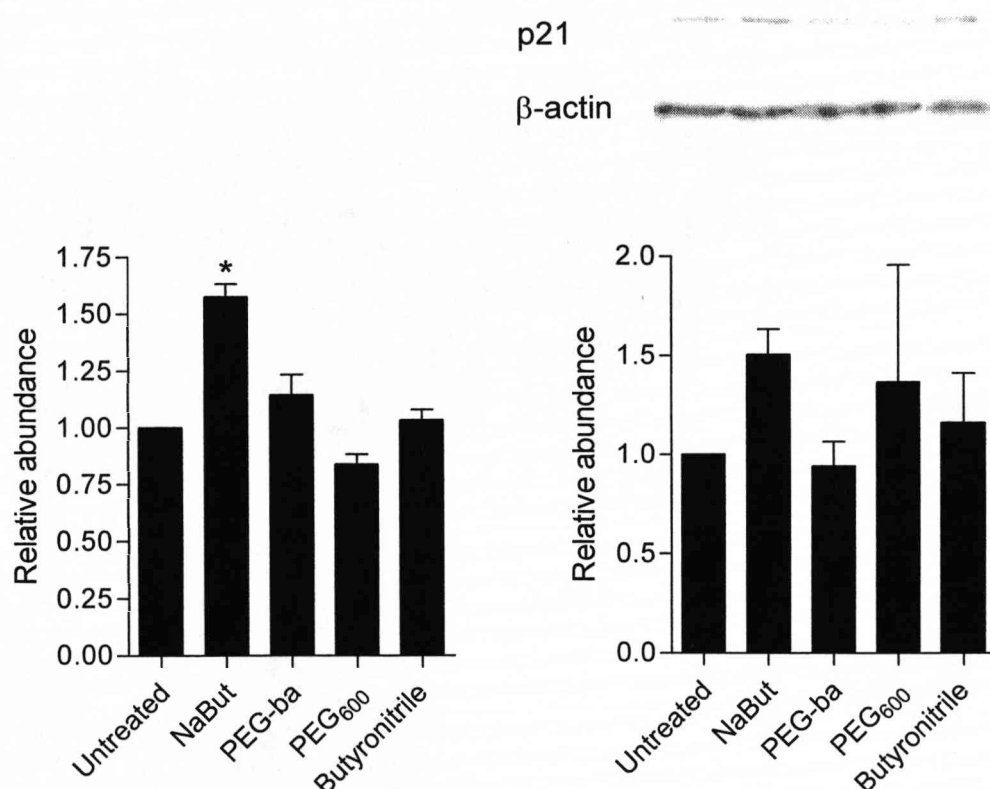 p21
β-actin
1.75
1.50
1.25
1.00
0.75
0.50
0.25
0.00
Relative abundance
*
Untreated
NaBut
PEG-ba
PEG₆₀₀
Butyronitrile
2.0
1.5
1.0
0.5
0.0
Relative abundance
Untreated
NaBut
PEG-ba
PEG₆₀₀
Butyronitrile